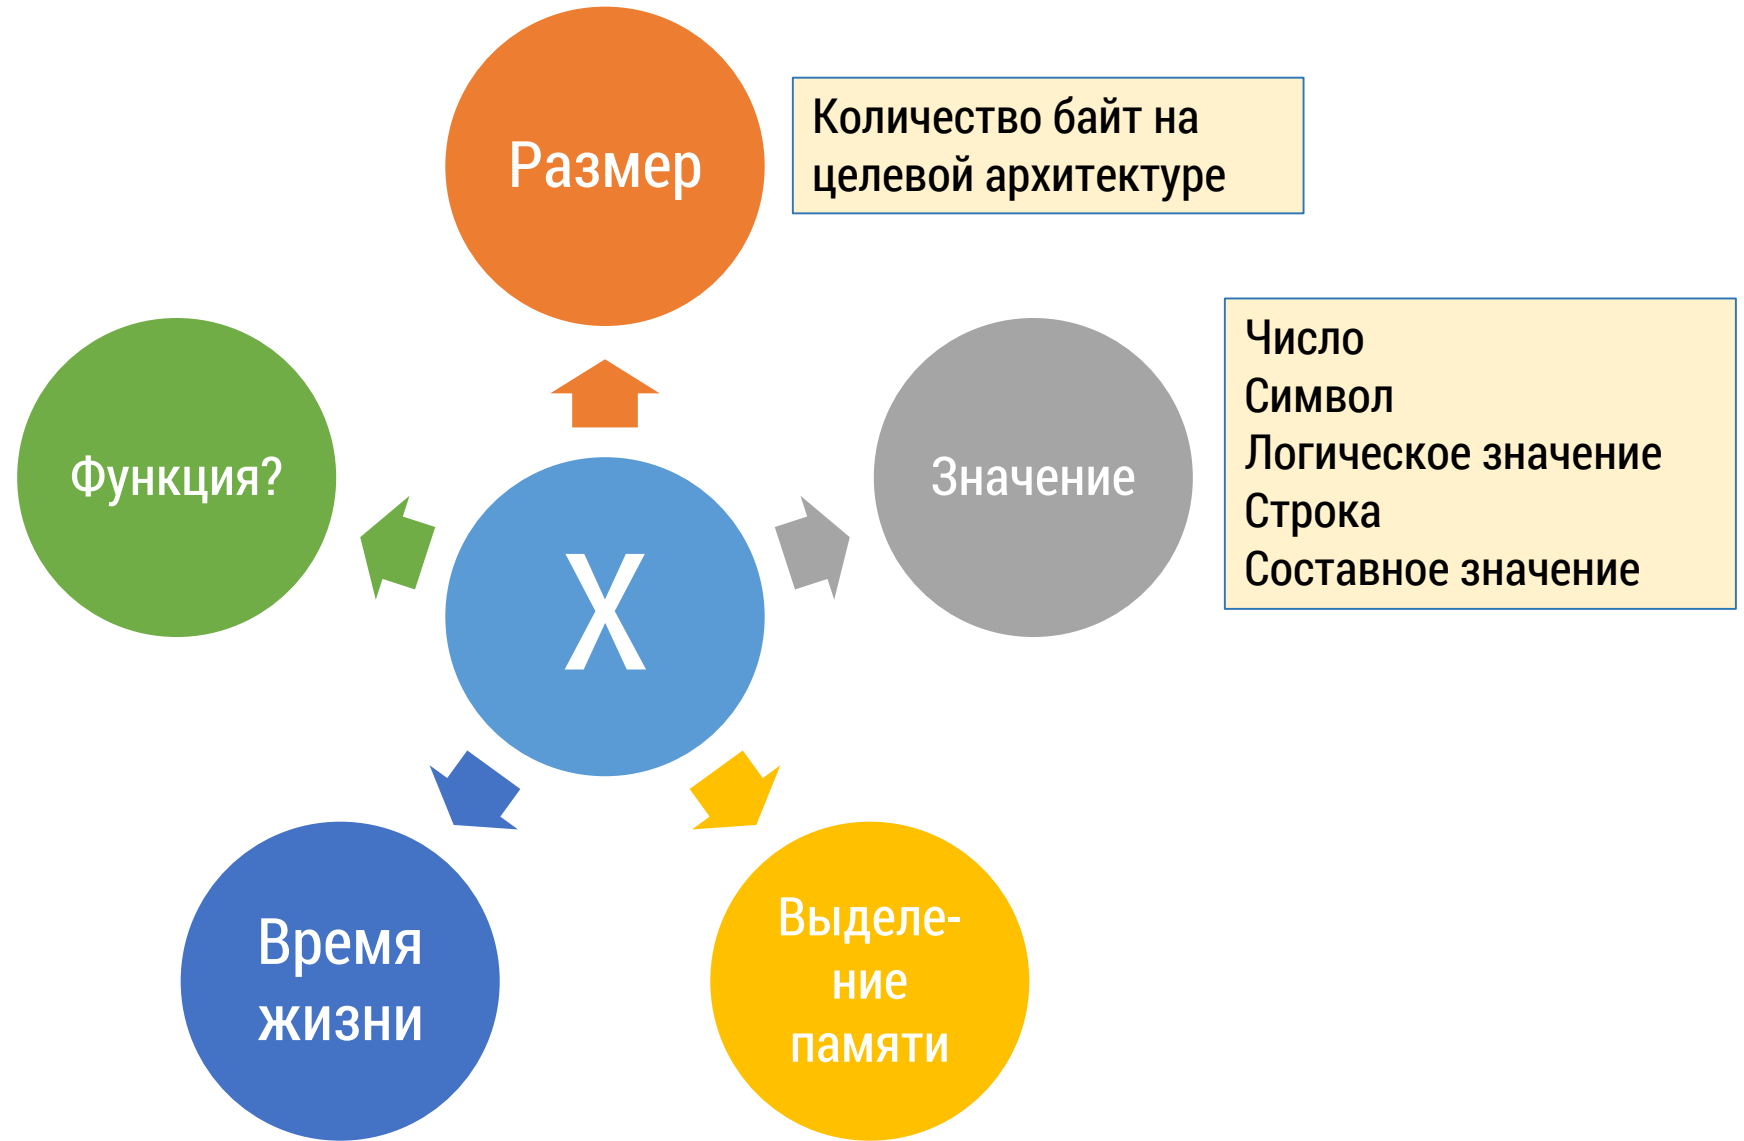 Размер
Количество байт на
целевой архитектуре
Функция?
Значение
Число
Символ
Логическое значение
Строка
Составное значение
X
Время
жизни
Выделе-
ние
памяти